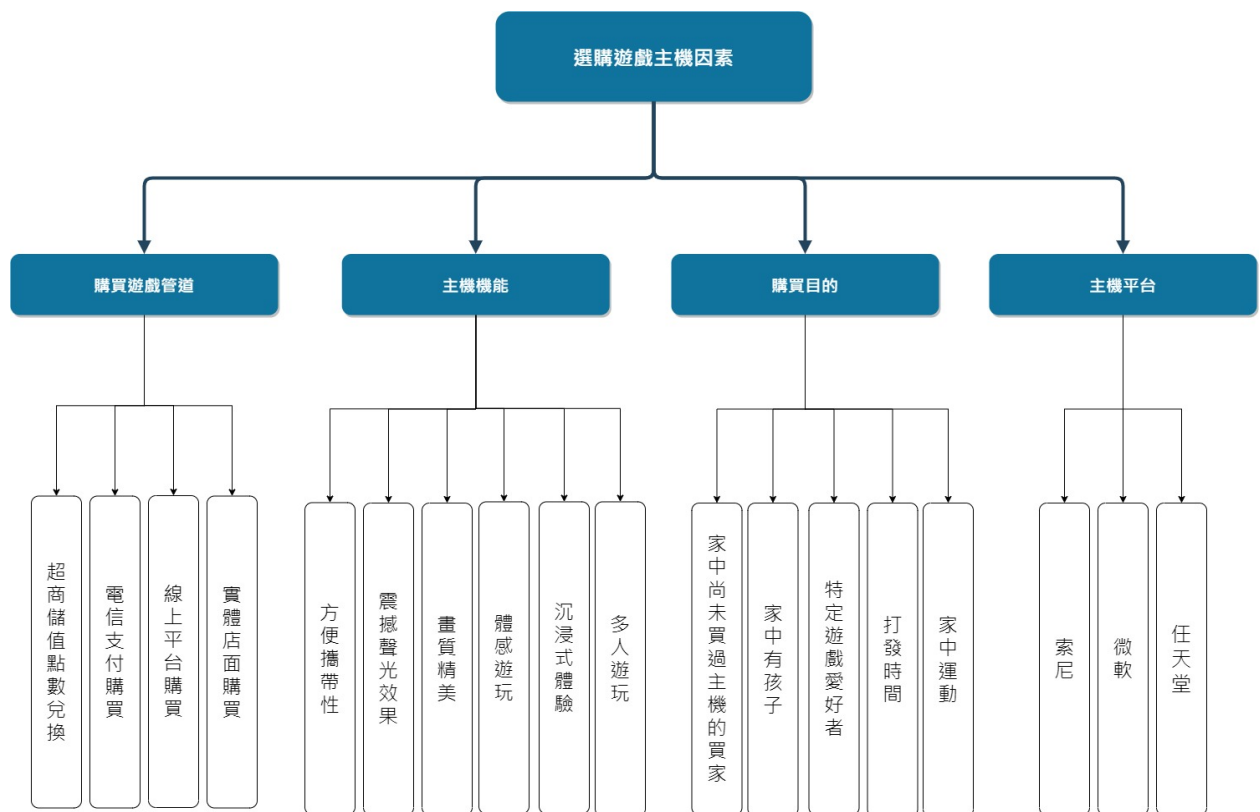 選購遊戲主機因素
購買遊戲管道
主機機能
購買目的
主機平台
超商儲值點數兌換
電信支付購買
線上平台購買
實體店面購買
方便攜帶性
震撼聲光效果
畫質精美
體感遊玩
沉浸式體驗
多人遊玩
家中尚未買過主機的買家
家中有孩子
特定遊戲愛好者
打發時間
家中運動
索尼
微軟
任天堂